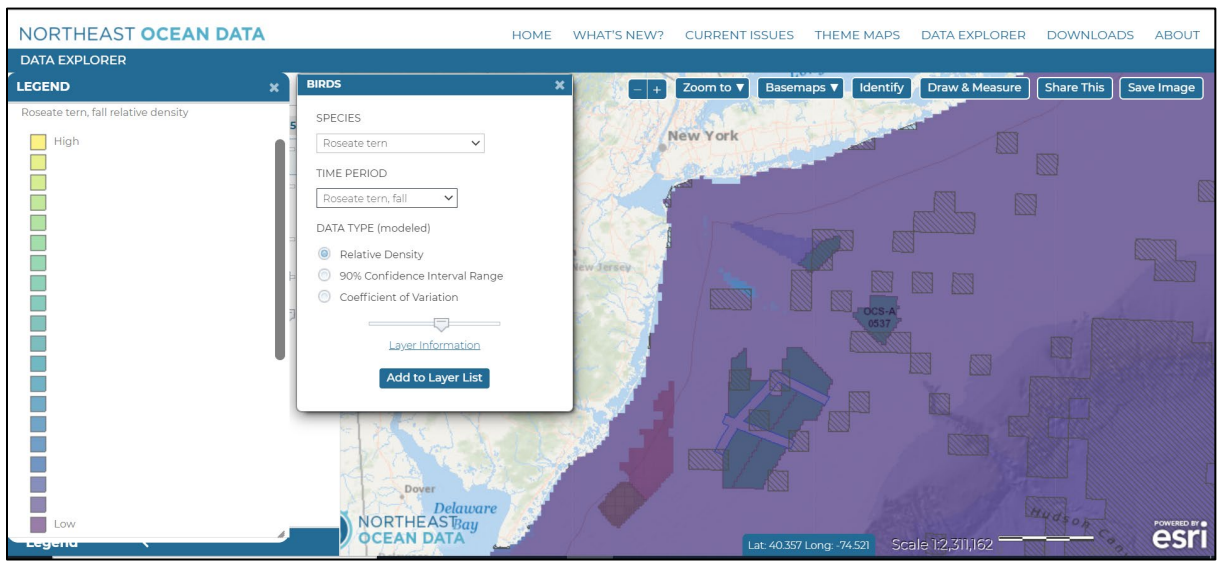 NORTHEAST OCEAN DATA
HOME WHAT'S NEW? CURRENT ISSUES THEME MAPS DATA EXPLORER DOWNLOADS ABOUT
DATA EXPLORER
LEGEND
Roseate tern, fall relative density
High
Low
Legend
BIRDS
SPECIES
Roseate tern
TIME PERIOD
Roseate tern, fall
DATA TYPE (modeled)
Relative Density
90% Confidence Interval Range
Coefficient of Variation
Layer Information
Add to Layer List
Zoom to ▼ Basemaps ▼ Identify Draw & Measure Share This Save Image
New York
New Jersey
OCS-A
0537
Dover
Delaware
Bay
NORTHEAST
OCEAN DATA
Hudson
Lat: 40.357 Long: -74.521
Scale 1:2,311,162
POWERED BY
esri